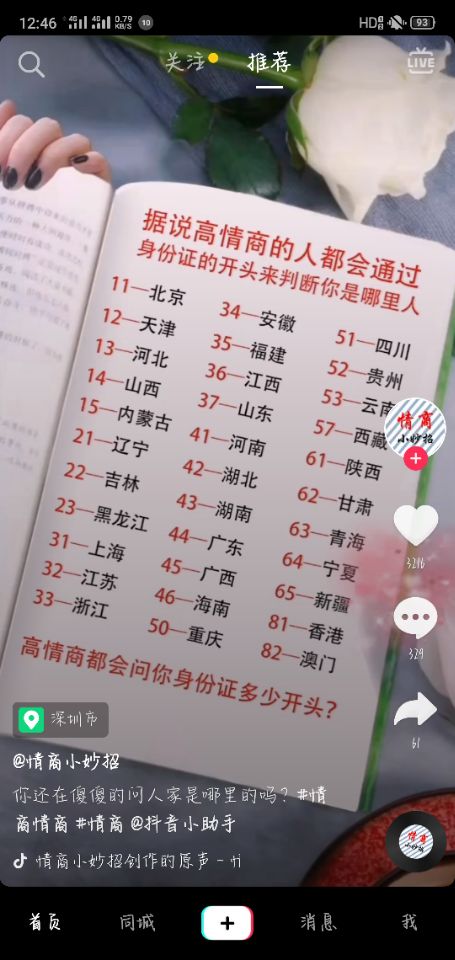 12:46
4G
4G
0.79
KB/S
10
HD
93
关注
推荐
LIVE
据说高情商的人都会通过
身份证的开头来判断你是哪里人
11—北京
12—天津
13—河北
14—山西
15—内蒙古
21—辽宁
22—吉林
23—黑龙江
31—上海
32—江苏
33—浙江
34—安徽
35—福建
36—江西
37—山东
41—河南
42—湖北
43—湖南
44—广东
45—广西
46—海南
50—重庆
51—四川
52—贵州
53—云南
57—西藏
61—陕西
62—甘肃
63—青海
64—宁夏
65—新疆
81—香港
82—澳门
高情商都会问你身份证多少开头?
情商
小妙招
3216
329
61
深圳市
@情商小妙招
你还在傻傻的问人家是哪里的吗? #情
商情商 #情商 @抖音小助手
情商小妙招创作的原声 - 情
商
小妙招
首页
同城
消息
我